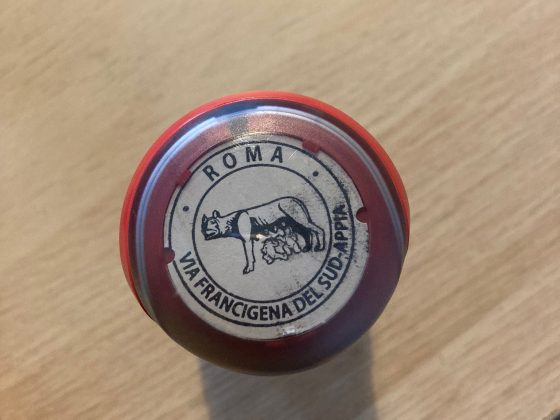 · ROMA ·
VIA FRANCIGENA DEL SUD-APPIA